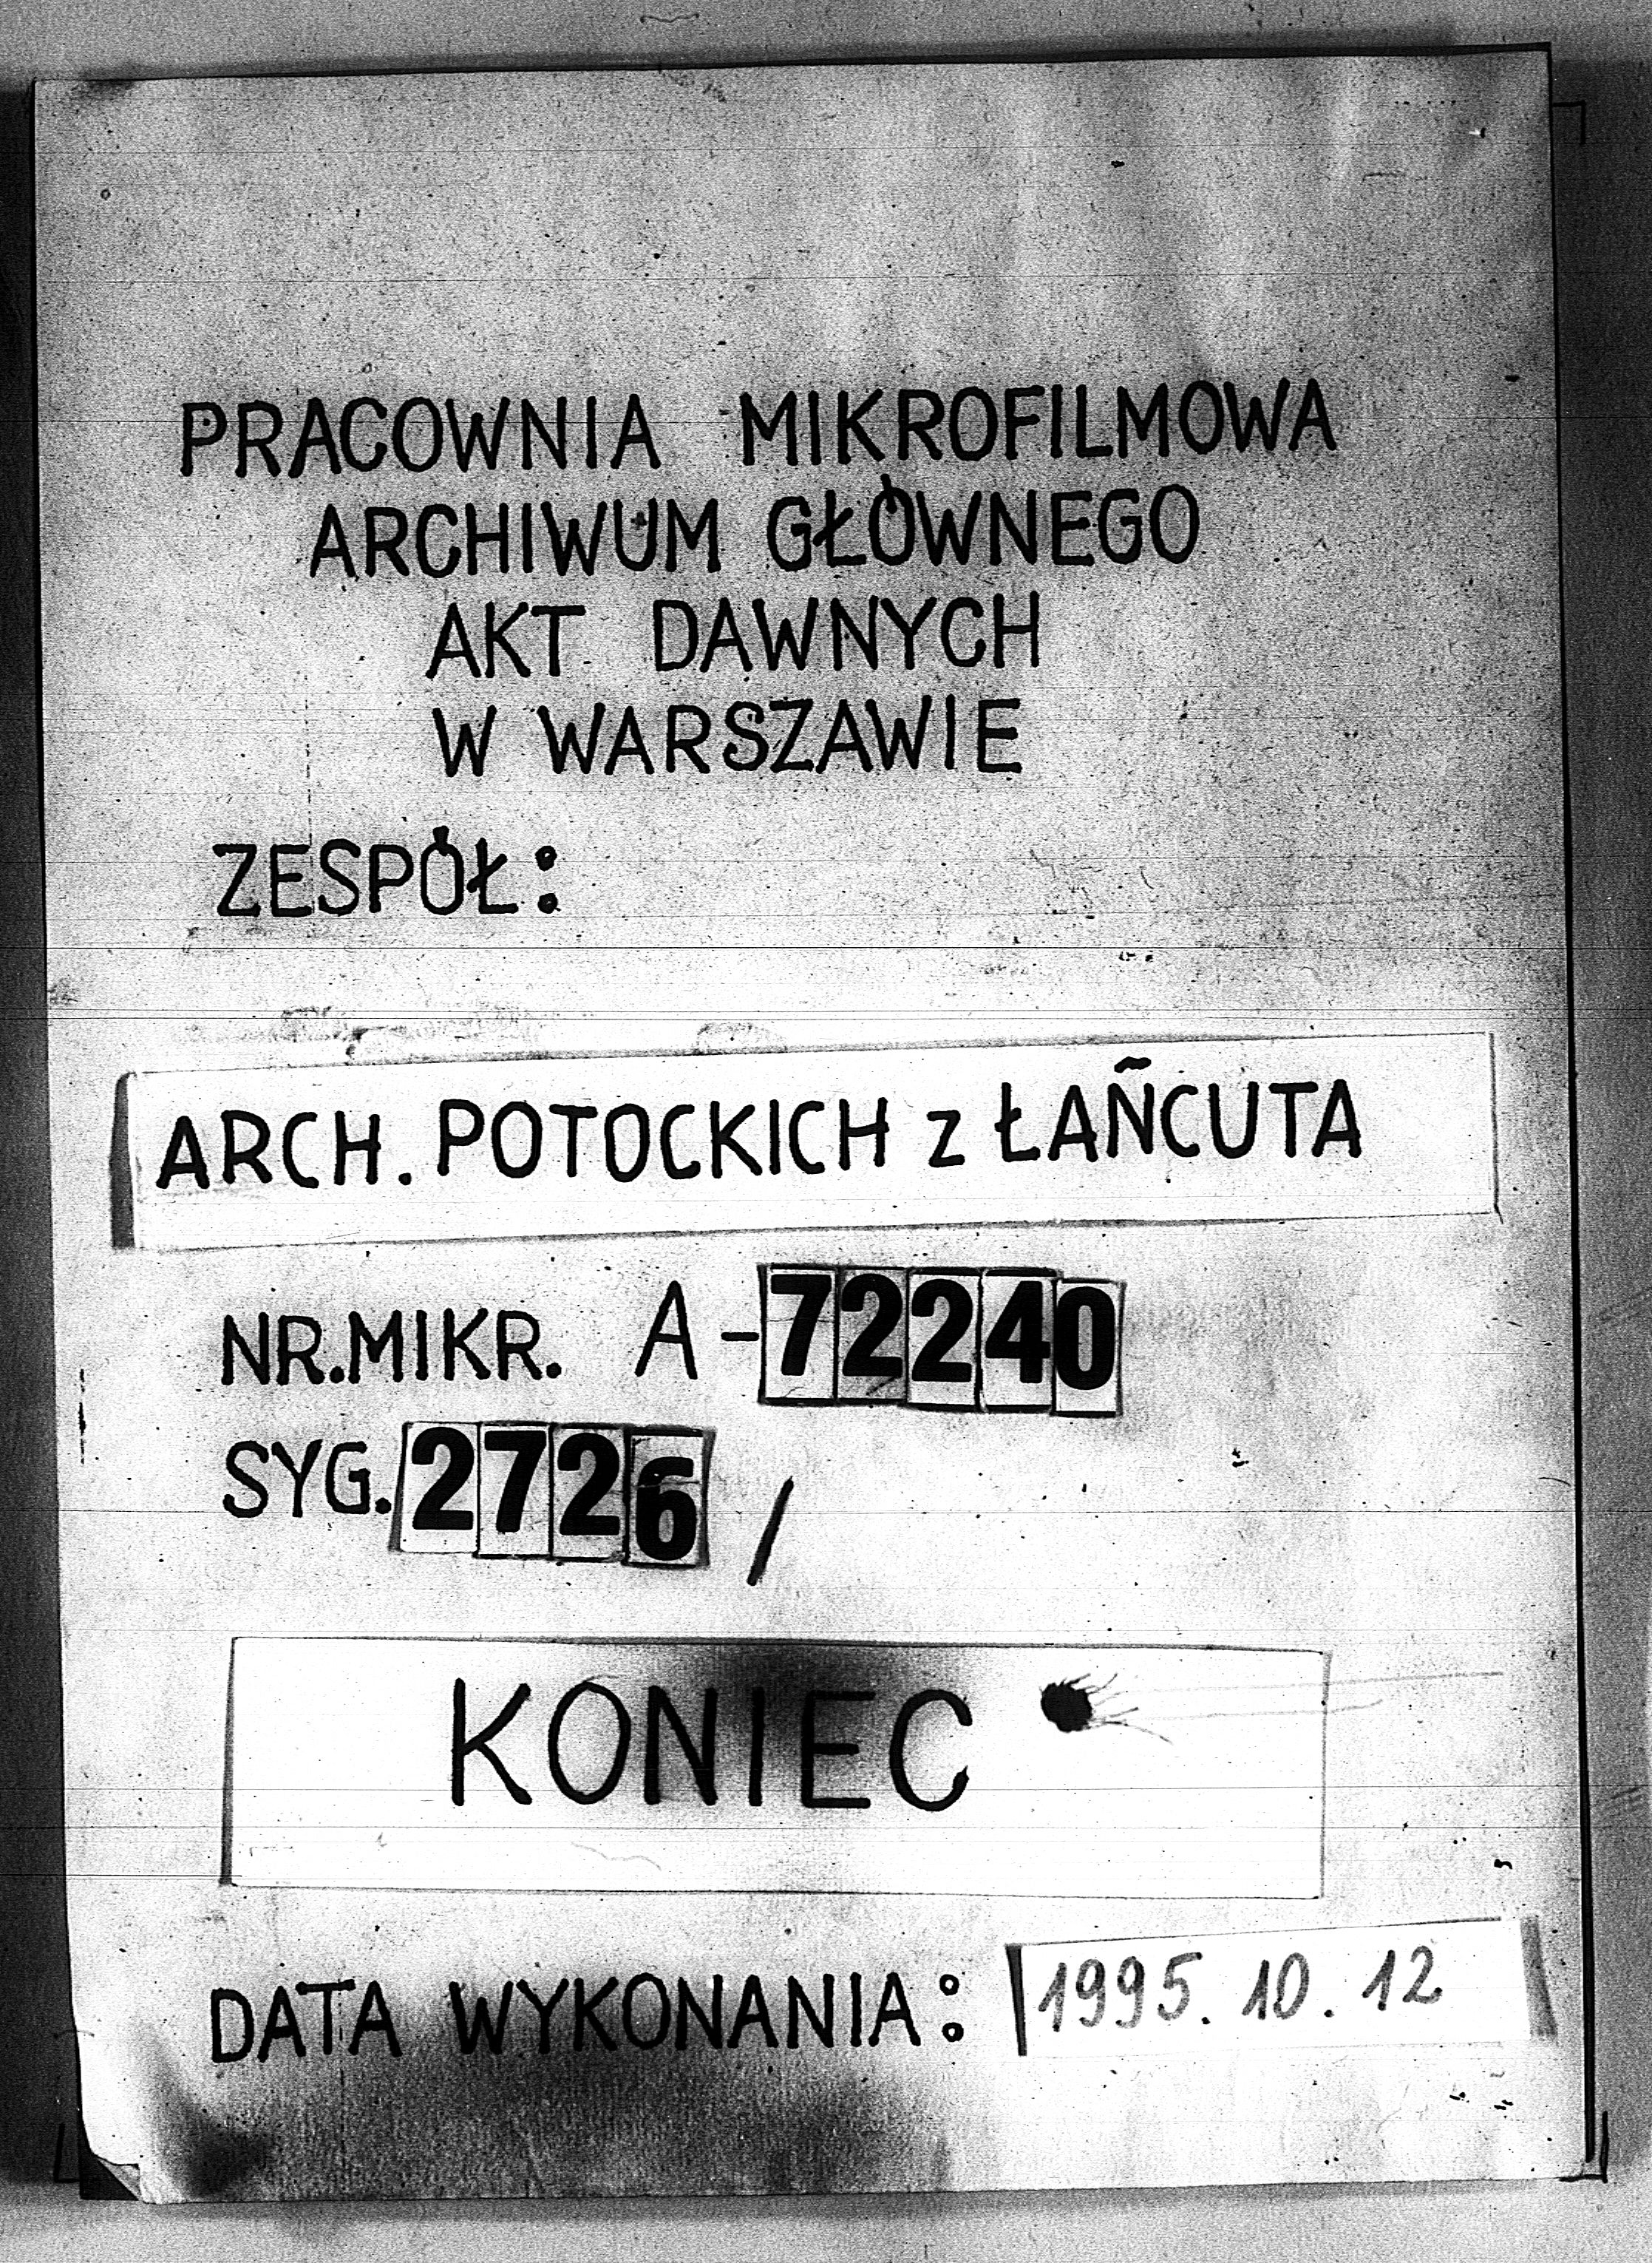 PRACOWNIA MIKROFILMOWA
ARCHIWUM GŁÓWNEGO
AKT DAWNYCH
W WARSZAWIE
ZESPÓŁ:
ARCH. POTOCKICH z ŁAŃCUTA
NR.MIKR. A-72240
SYG. 2726 /
KONIEC
DATA WYKONANIA: 1995.10.12